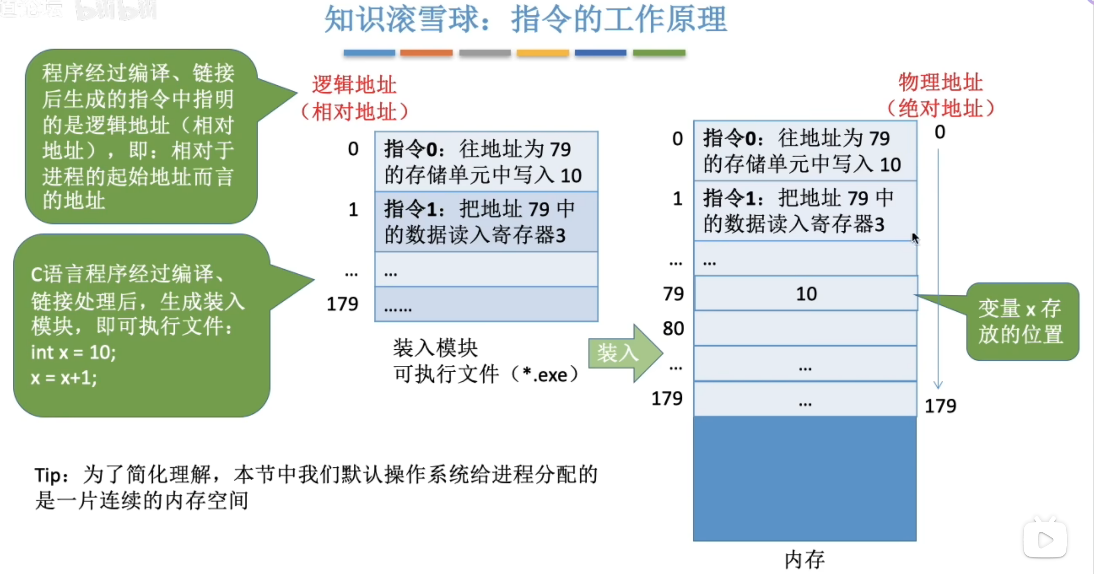 bilibili
知识滚雪球：指令的工作原理
程序经过编译、链接
后生成的指令中指明
的是逻辑地址（相对
地址），即：相对于
进程的起始地址而言
的地址
C语言程序经过编译、
链接处理后，生成装入
模块，即可执行文件：
int x = 10;
x = x+1;
逻辑地址
（相对地址）
0
指令0：往地址为 79
的存储单元中写入 10
1
指令1：把地址 79 中
的数据读入寄存器3
...
...
179
......
装入模块
可执行文件（*.exe）
装入
物理地址
（绝对地址）
0
指令0：往地址为 79
的存储单元中写入 10
0
1
指令1：把地址 79 中
的数据读入寄存器3
...
...
79
10
变量 x 存
放的位置
80
...
...
179
...
179
内存
Tip：为了简化理解，本节中我们默认操作系统给进程分配的
是一片连续的内存空间